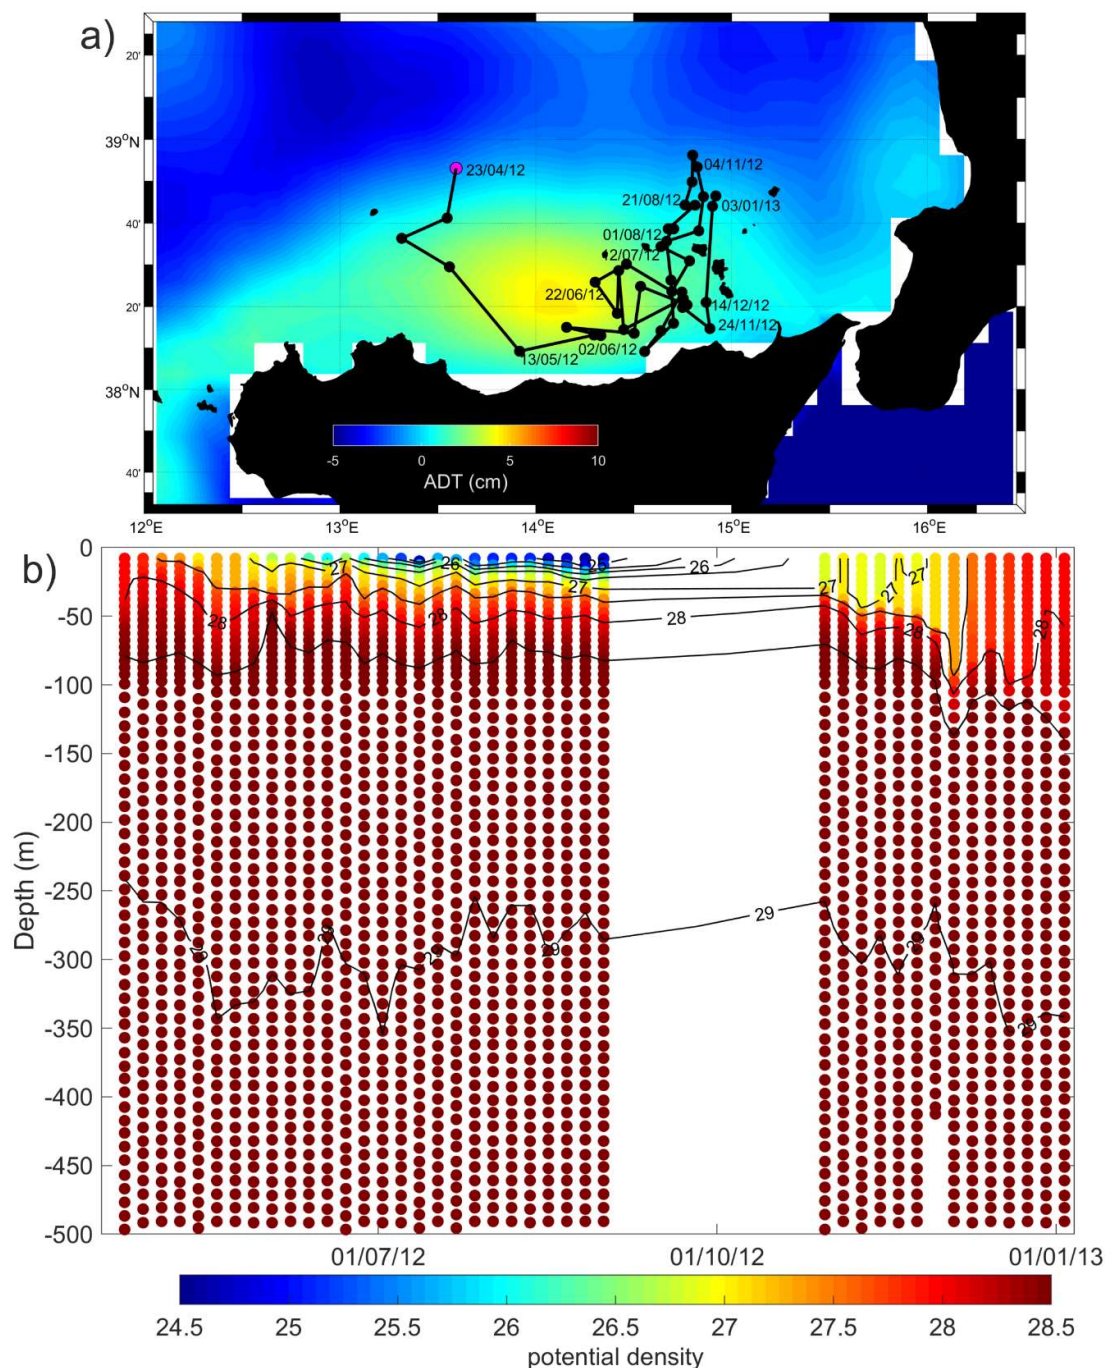 a)
20'
39°N
23/04/12
04/11/12
21/08/12
03/01/13
40'
01/08/12
12/07/12
22/06/12
20'
14/12/12
24/11/12
02/06/12
13/05/12
38°N
-5 0 5 10
ADT (cm)
40'
12°E 13°E 14°E 15°E 16°E
b)
0
-50
-100
-150
-200
-250
-300
-350
-400
-450
-500
Depth (m)
27 26 25 26 27
27 27 27
28 28 28 28 28
29 29 29 29 29 29 29
01/07/12 01/10/12 01/01/13
24.5 25 25.5 26 26.5 27 27.5 28 28.5
potential density